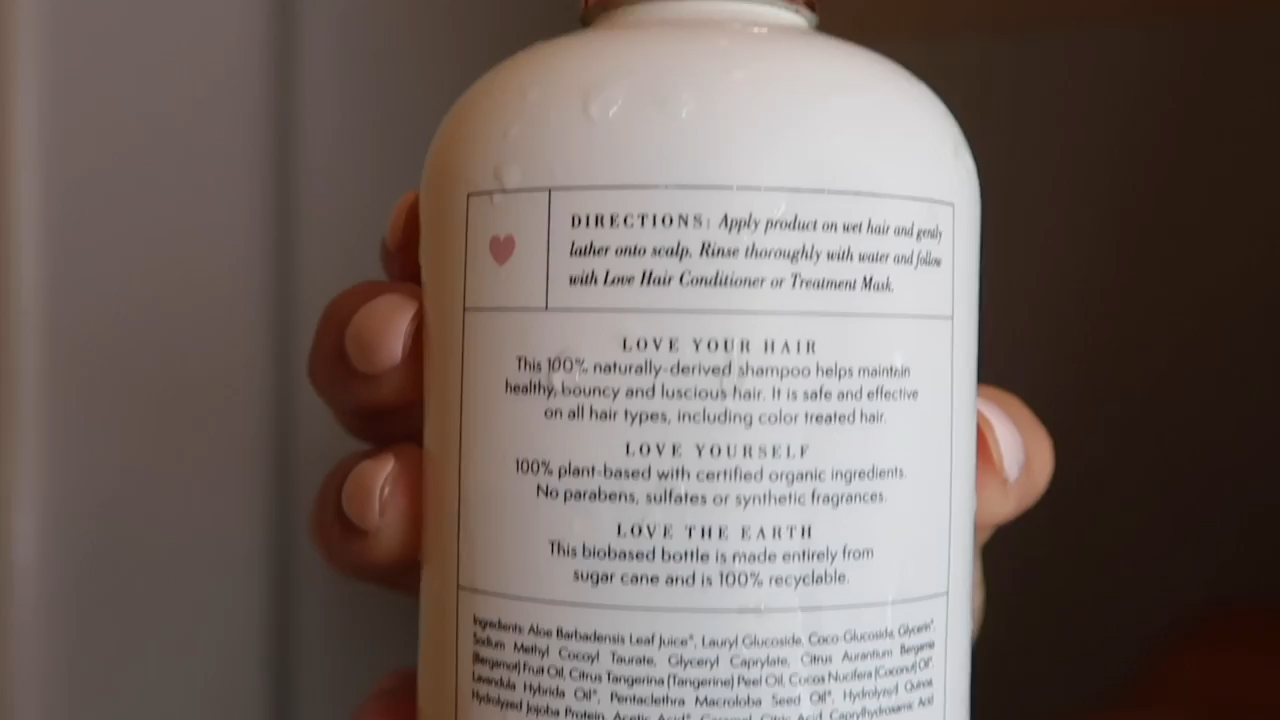 DIRECTIONS: Apply product on wet hair and gently
lather onto scalp. Rinse thoroughly with water and follow
with Love Hair Conditioner or Treatment Mask.
LOVE YOUR HAIR
This 100% naturally-derived shampoo helps maintain
healthy, bouncy and luscious hair. It is safe and effective
on all hair types, including color treated hair.
LOVE YOURSELF
100% plant-based with certified organic ingredients.
No parabens, sulfates or synthetic fragrances.
LOVE THE EARTH
This biobased bottle is made entirely from
sugar cane and is 100% recyclable.
Ingredients: Aloe Barbadensis Leaf Juice*, Lauryl Glucoside, Coco-Glucoside, Glycerin*,
Sodium Methyl Cocoyl Taurate, Glyceryl Caprylate, Citrus Aurantium Bergamia
(Bergamot) Fruit Oil, Citrus Tangerina (Tangerine) Peel Oil, Cocos Nucifera (Coconut) Oil*,
Lavandula Hybrida Oil*, Pentaclethra Macroloba Seed Oil*, Hydrolyzed Quinoa
Hydrolyzed Jojoba Protein, Acetic Acid*, Caramel, Citric Acid, Caprylhydroxamic Acid